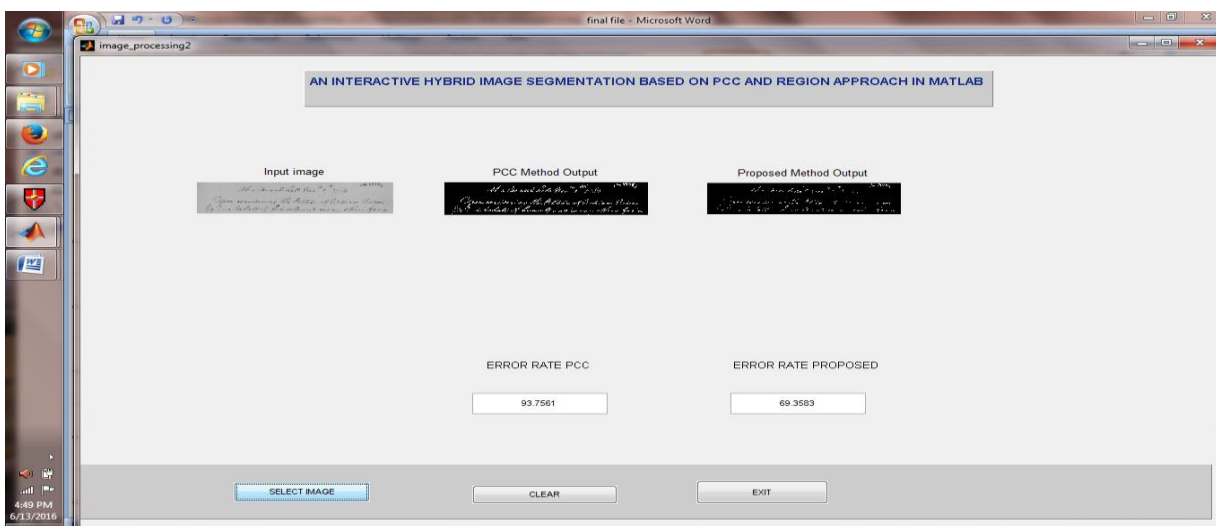 final file - Microsoft Word
image_processing2
AN INTERACTIVE HYBRID IMAGE SEGMENTATION BASED ON PCC AND REGION APPROACH IN MATLAB
Input image
PCC Method Output
Proposed Method Output
ERROR RATE PCC
ERROR RATE PROPOSED
93.7561
69.3583
SELECT IMAGE
CLEAR
EXIT
4:49 PM
6/13/2016